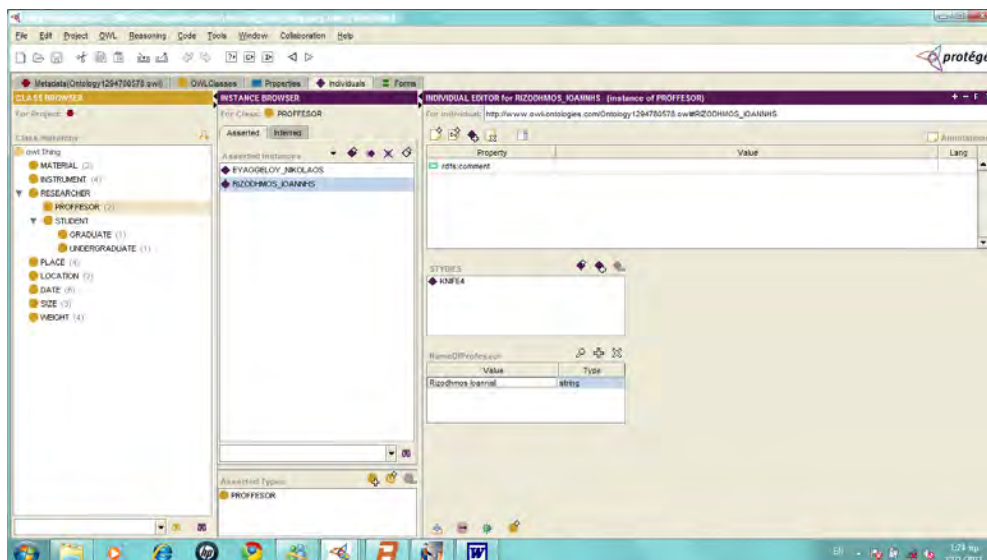 File Edit Project OWL Reasoning Code Tools Window Collaboration Help
protégé
Metadata(Ontology1294780578.owl) OWLClasses Properties Individuals Forms
CLASS BROWSER
For Project:
Class Hierarchy
owl:Thing
MATERIAL (2)
INSTRUMENT (4)
RESEARCHER
PROFFESOR (2)
STUDENT
GRADUATE (1)
UNDERGRADUATE (1)
PLACE (4)
LOCATION (2)
DATE (6)
SIZE (3)
WEIGHT (4)
INSTANCE BROWSER
For Class: PROFFESOR
Asserted Inferred
Asserted Instances
EYAGGELOY_NIKOLAOS
RIZODHMOS_IOANNHS
Asserted Types
PROFFESOR
INDIVIDUAL EDITOR for RIZODHMOS_IOANNHS (instance of PROFFESOR)
For Individual: http://www.owl-ontologies.com/Ontology1294780578.owl#RIZODHMOS_IOANNHS
Annotations
Property Value Lang
rdfs:comment
STYDIES
KNIFE4
NameOfProfessor
Value Type
Rizodhmos Ioannis string
EN